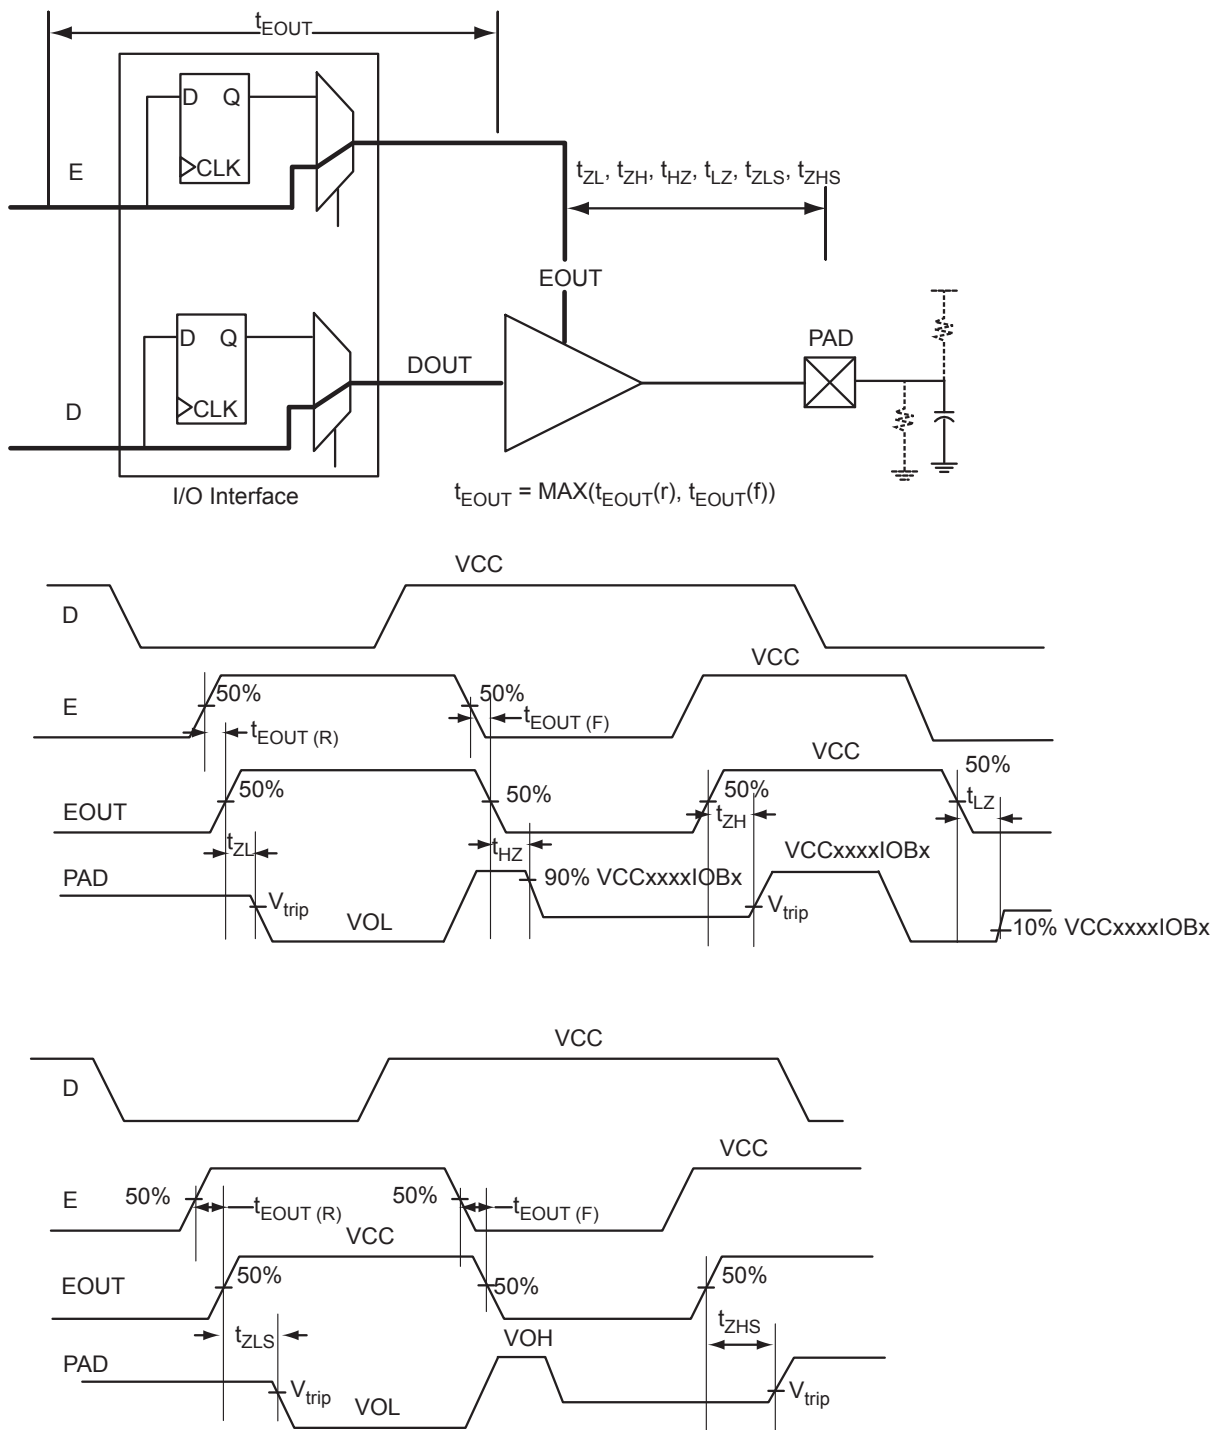 tEOUT
D Q
CLK
E
tZL, tZH, tHZ, tLZ, tZLS, tZHS
EOUT
D Q
CLK
DOUT
PAD
D
I/O Interface
tEOUT = MAX(tEOUT(r), tEOUT(f))
VCC
D
VCC
E
50%
50%
tEOUT (R)
tEOUT (F)
VCC
50%
EOUT
50%
50%
50%
tZL
tHZ
tZH
tLZ
VCCxxxxIOBx
PAD
90% VCCxxxxIOBx
Vtrip
VOL
Vtrip
10% VCCxxxxIOBx
VCC
D
VCC
E
50%
50%
tEOUT (R)
tEOUT (F)
VCC
EOUT
50%
50%
50%
tZLS
VOH
tZHS
PAD
Vtrip
VOL
Vtrip